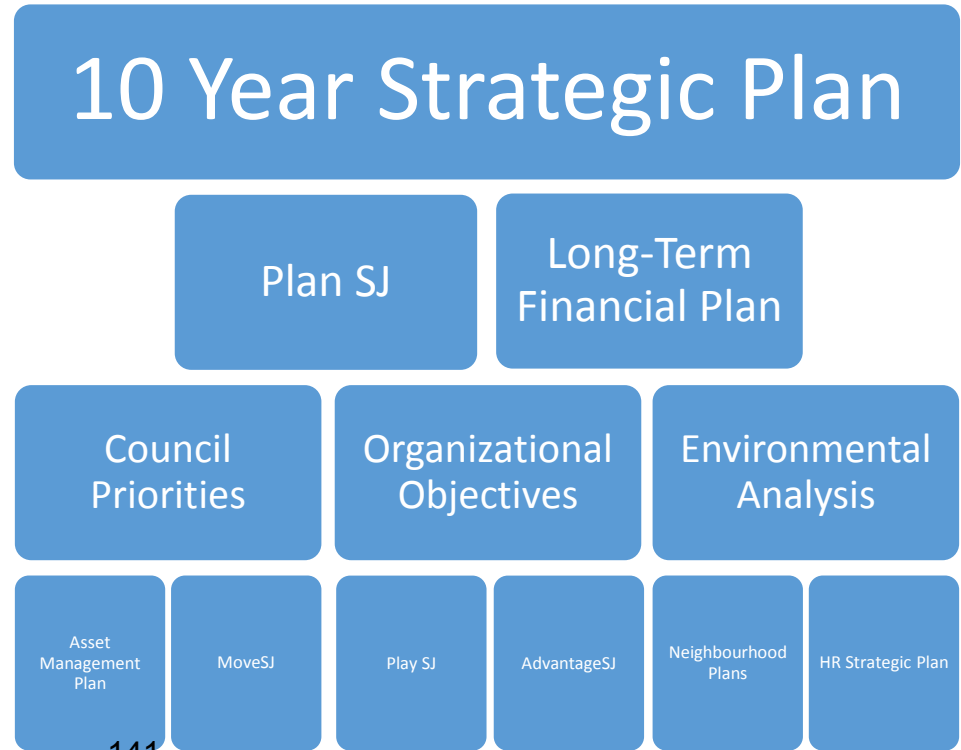 10 Year Strategic Plan
Plan SJ
Long-Term
Financial Plan
Council
Priorities
Organizational
Objectives
Environmental
Analysis
Asset
Management
Plan
MoveSJ
Play SJ
AdvantageSJ
Neighbourhood
Plans
HR Strategic Plan
141